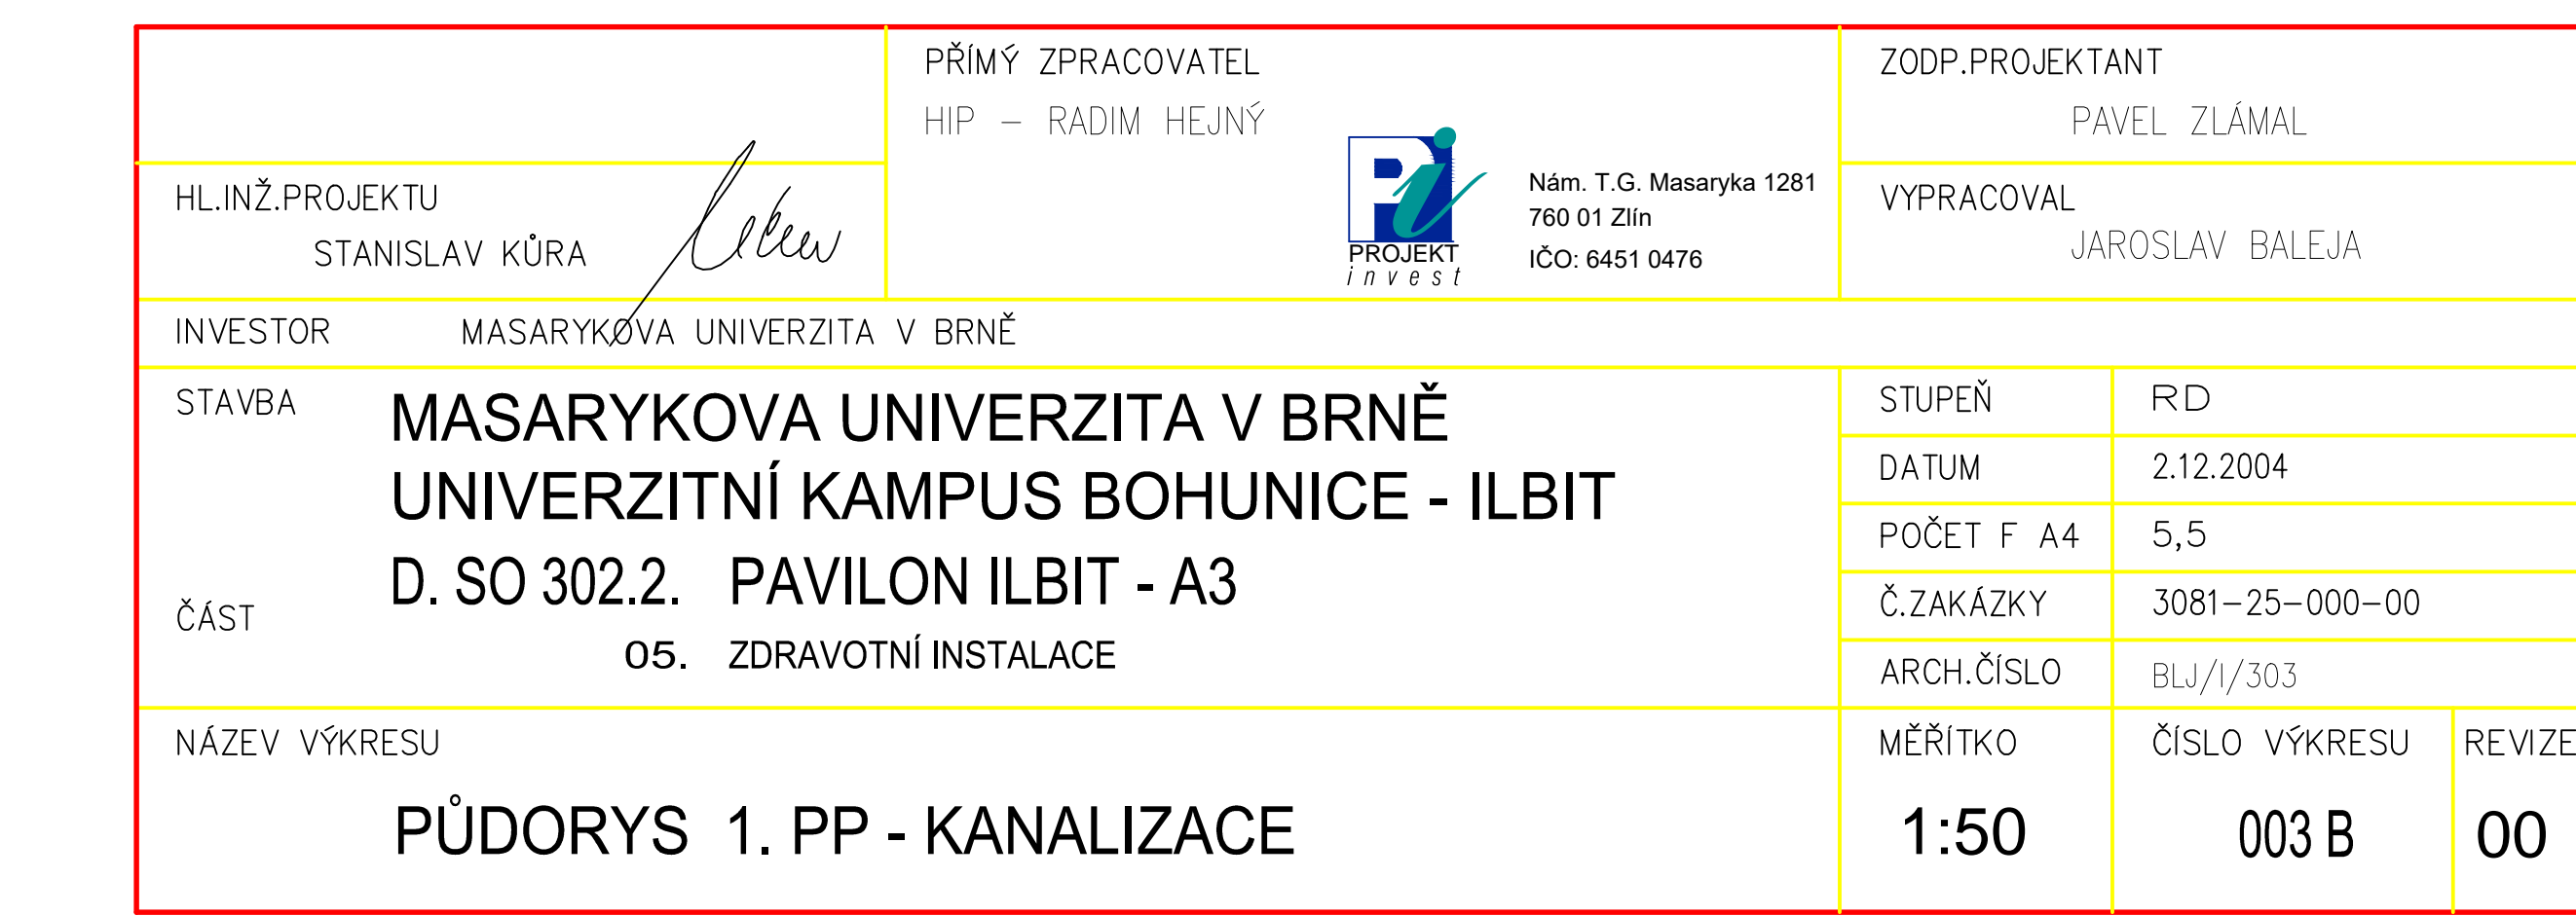 PŘÍMÝ ZPRACOVATEL
HIP – RADIM HEJNÝ
Pi
PROJEKT
invest
Nám. T.G. Masaryka 1281
760 01 Zlín
IČO: 6451 0476
ZODP.PROJEKTANT
PAVEL ZLÁMAL
HL.INŽ.PROJEKTU
STANISLAV KŮRA
VYPRACOVAL
JAROSLAV BALEJA
INVESTOR MASARYKOVA UNIVERZITA V BRNĚ
STAVBA
MASARYKOVA UNIVERZITA V BRNĚ
UNIVERZITNÍ KAMPUS BOHUNICE - ILBIT
D. SO 302.2. PAVILON ILBIT - A3
ČÁST
05. ZDRAVOTNÍ INSTALACE
STUPEŇ RD
DATUM 2.12.2004
POČET F A4 5,5
Č.ZAKÁZKY 3081–25–000–00
ARCH.ČÍSLO BLJ/I/303
NÁZEV VÝKRESU
PŮDORYS 1. PP - KANALIZACE
MĚŘÍTKO
1:50
ČÍSLO VÝKRESU
003 B
REVIZE
00